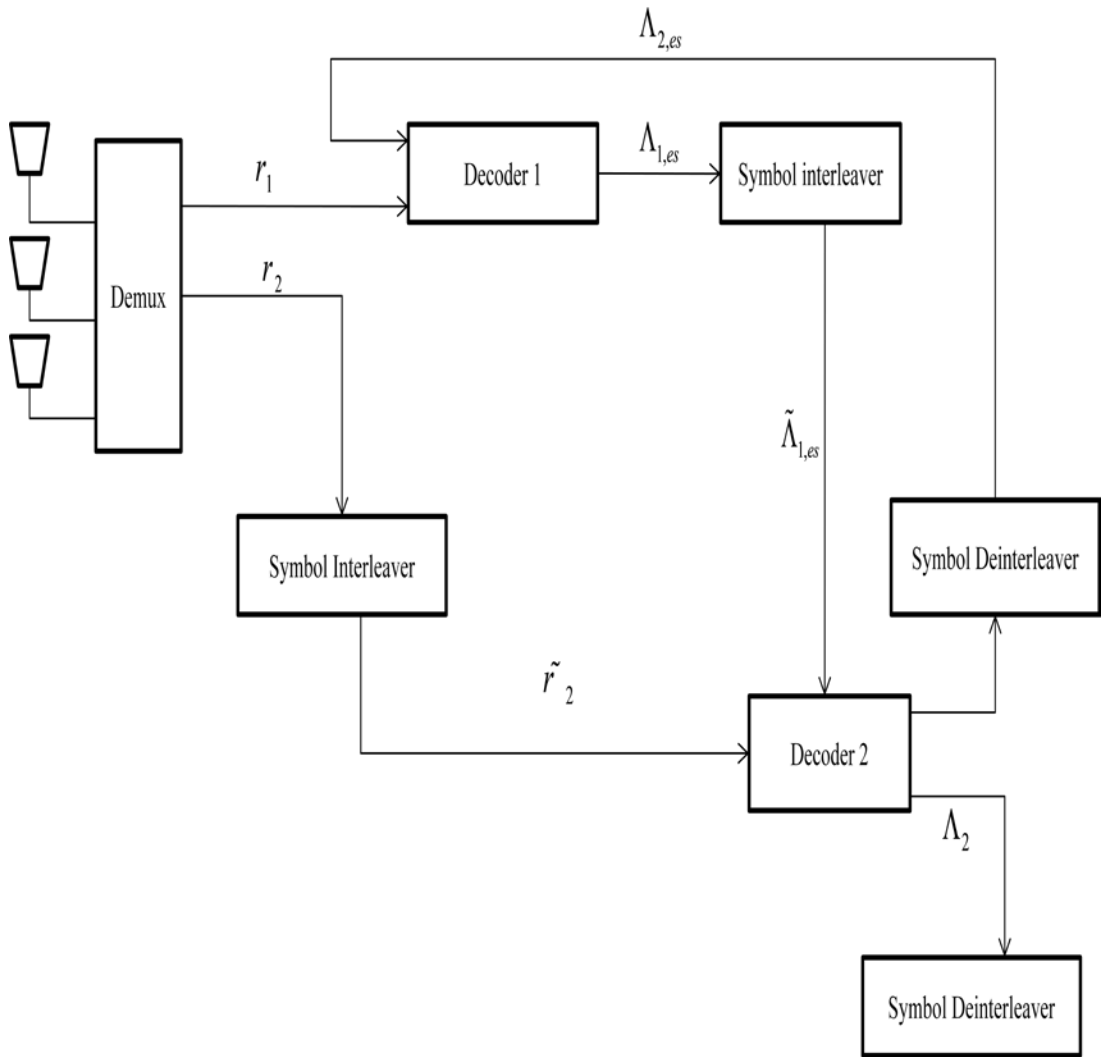 Λ2,es
Decoder 1
Λ1,es
Symbol interleaver
r1
r2
Demux
Λ̃1,es
Symbol Interleaver
Symbol Deinterleaver
r̃2
Decoder 2
Λ2
Symbol Deinterleaver